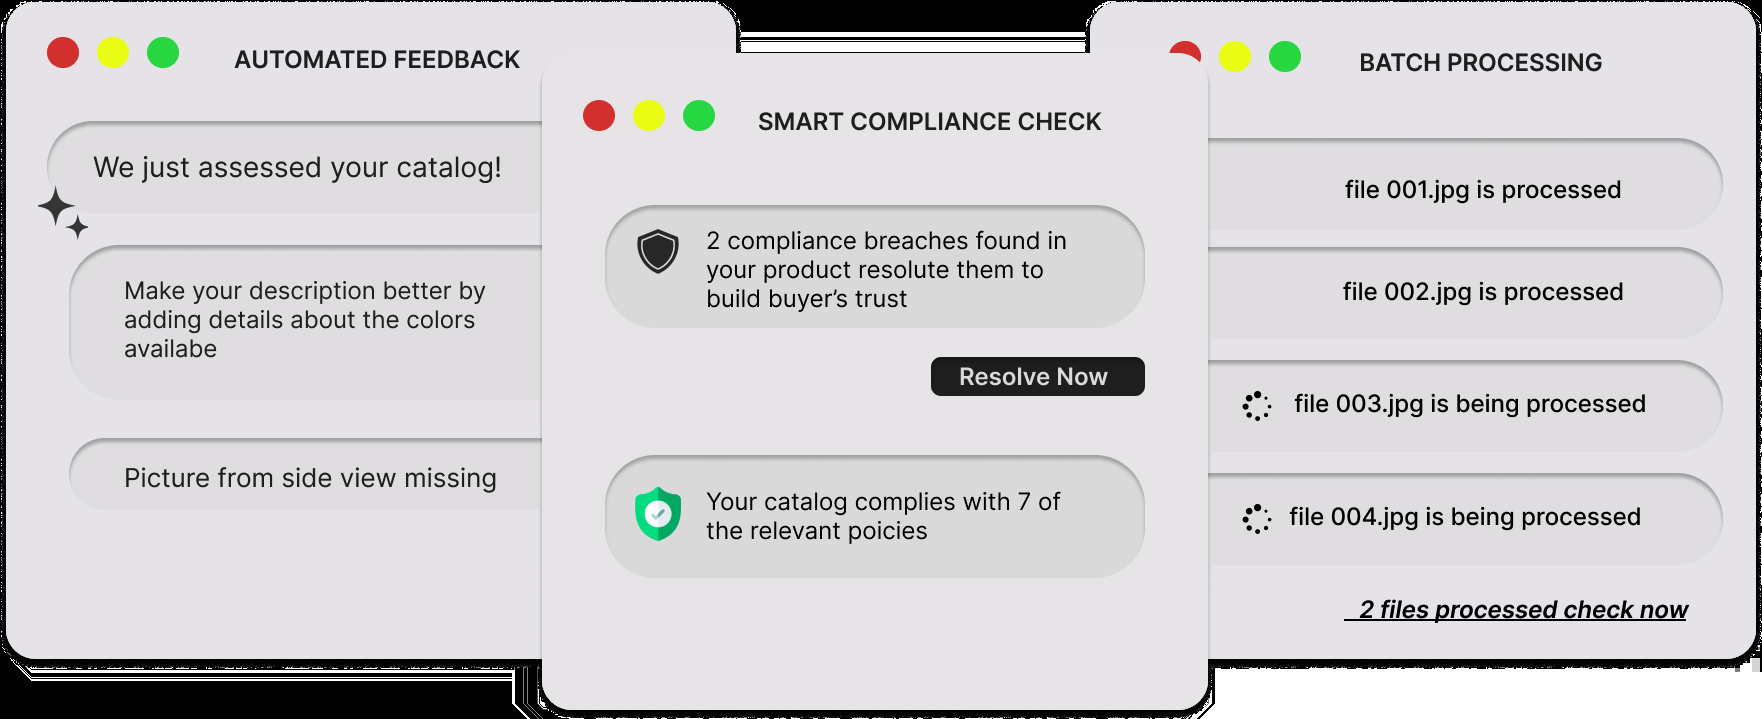 AUTOMATED FEEDBACK
We just assessed your catalog!
Make your description better by
adding details about the colors
availabe
Picture from side view missing
SMART COMPLIANCE CHECK
2 compliance breaches found in
your product resolute them to
build buyer’s trust
Resolve Now
Your catalog complies with 7 of
the relevant poicies
BATCH PROCESSING
file 001.jpg is processed
file 002.jpg is processed
file 003.jpg is being processed
file 004.jpg is being processed
2 files processed check now